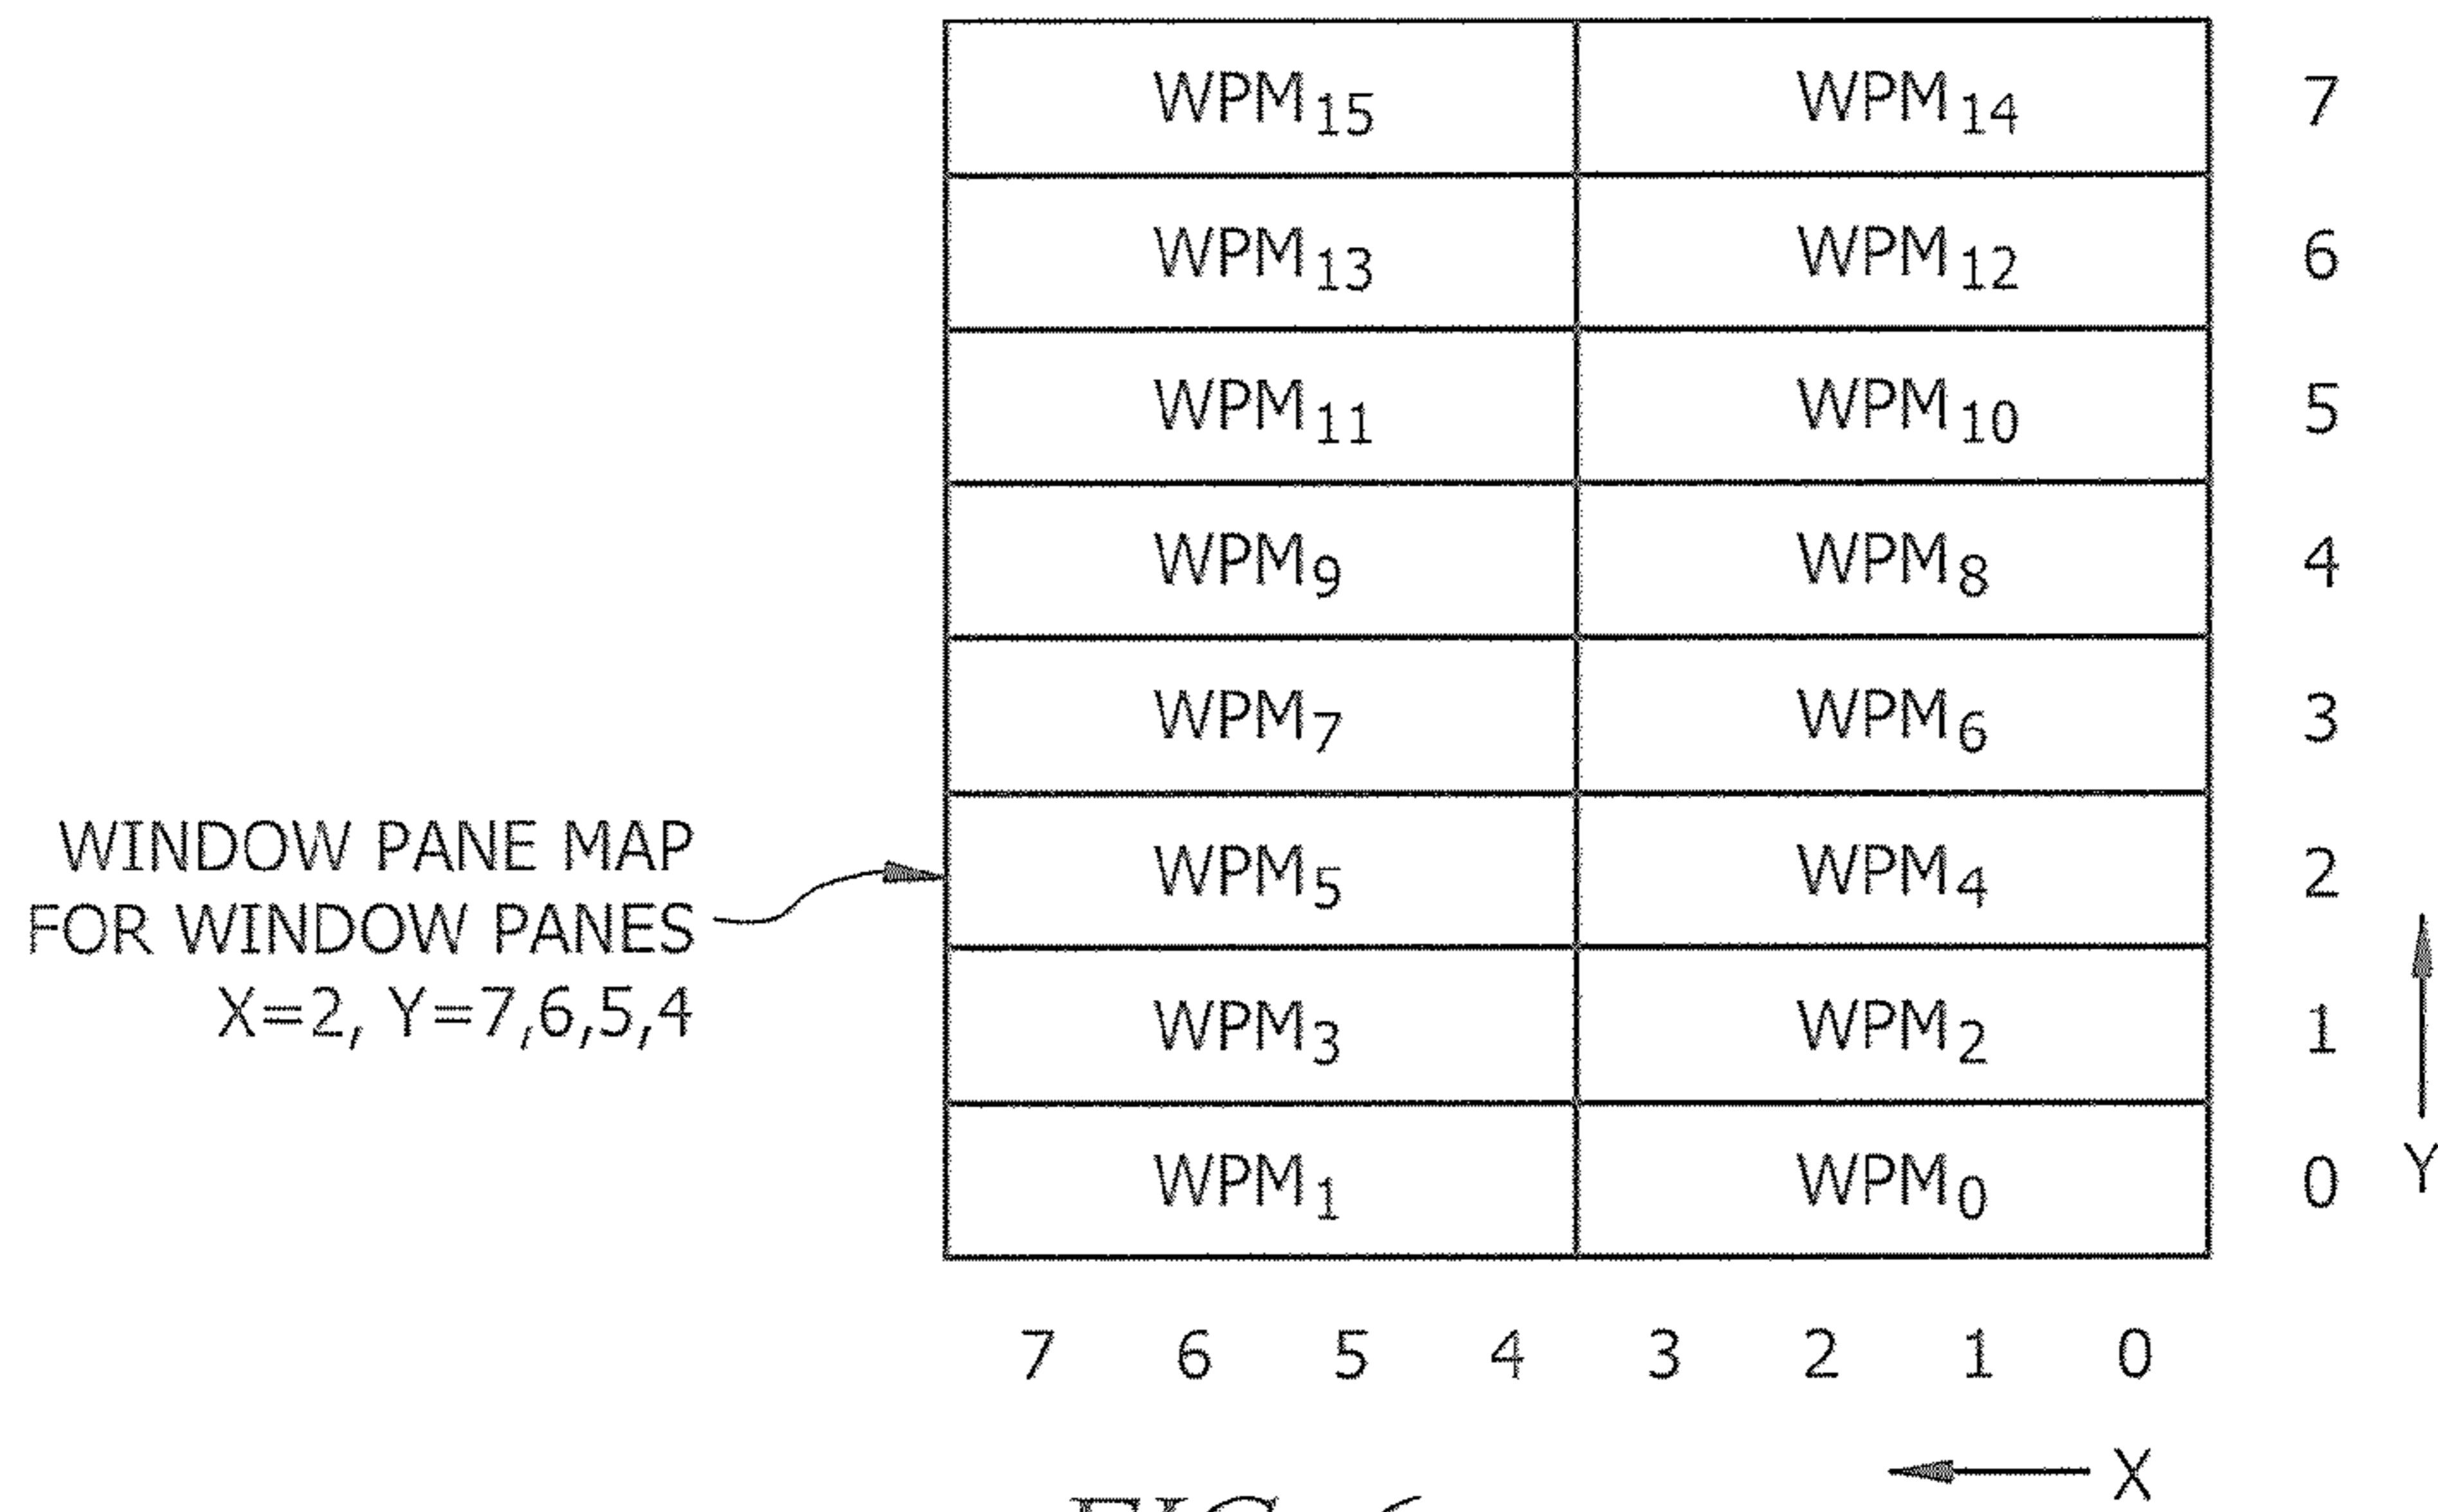 WPM15 WPM14 7
WPM13 WPM12 6
WPM11 WPM10 5
WPM9 WPM8 4
WPM7 WPM6 3
WINDOW PANE MAP
FOR WINDOW PANES
X=2, Y=7,6,5,4
WPM5 WPM4 2
WPM3 WPM2 1
WPM1 WPM0 0
Y
7 6 5 4 3 2 1 0
X
FIG. 6